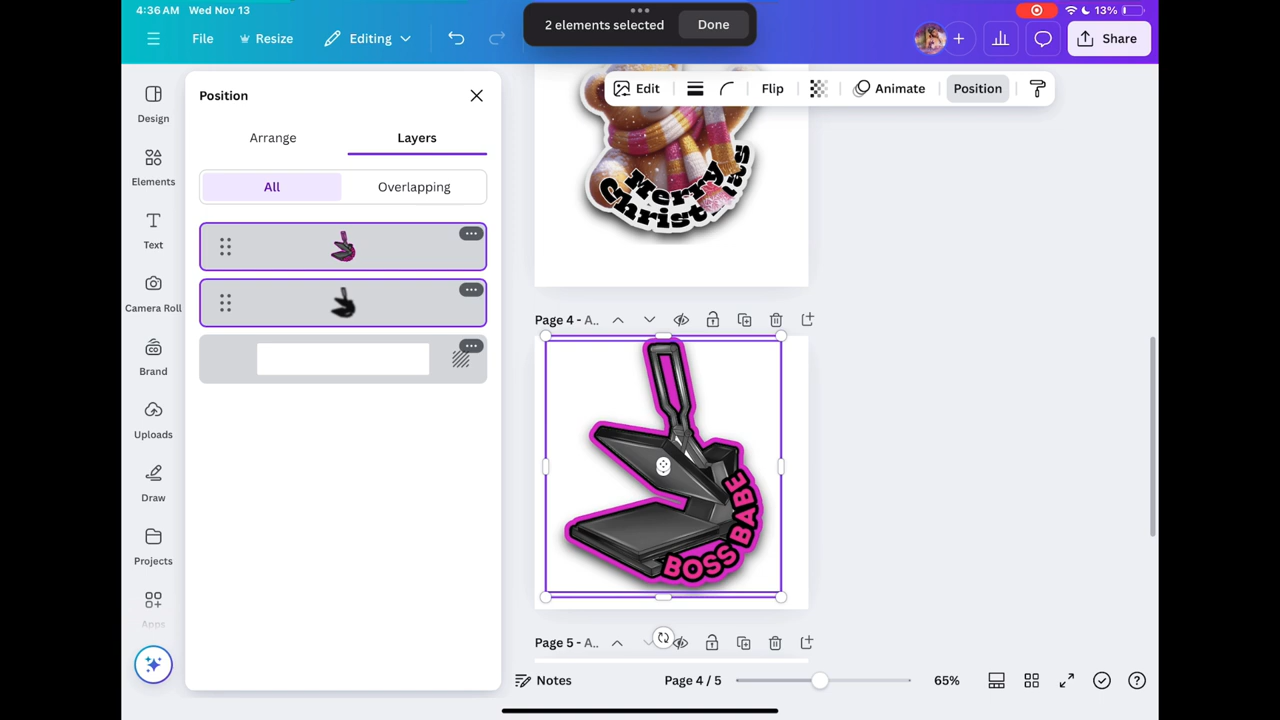 4:36 AM Wed Nov 13
13%
2 elements selected
Done
File
Resize
Editing
Share
Design
Elements
Text
Camera Roll
Brand
Uploads
Draw
Projects
Apps
Position
Arrange
Layers
All
Overlapping
Edit
Flip
Animate
Position
Merry
Christmas
Page 4 - A..
BOSS BABE
Page 5 - A..
Notes
Page 4 / 5
65%